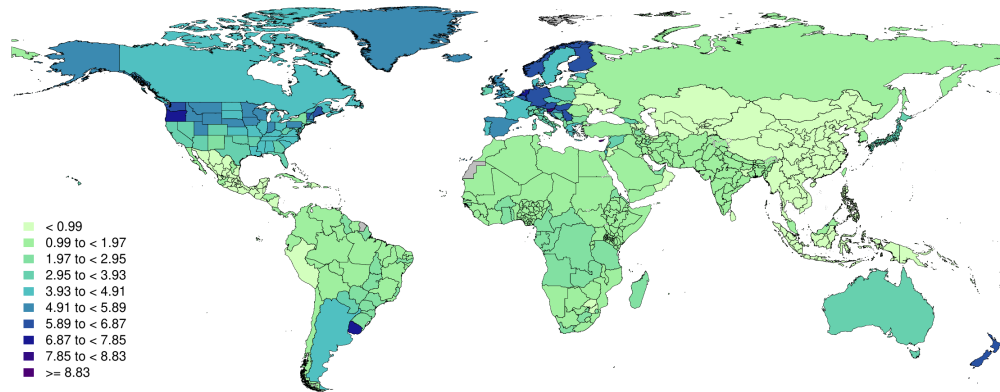 < 0.99
0.99 to < 1.97
1.97 to < 2.95
2.95 to < 3.93
3.93 to < 4.91
4.91 to < 5.89
5.89 to < 6.87
6.87 to < 7.85
7.85 to < 8.83
>= 8.83